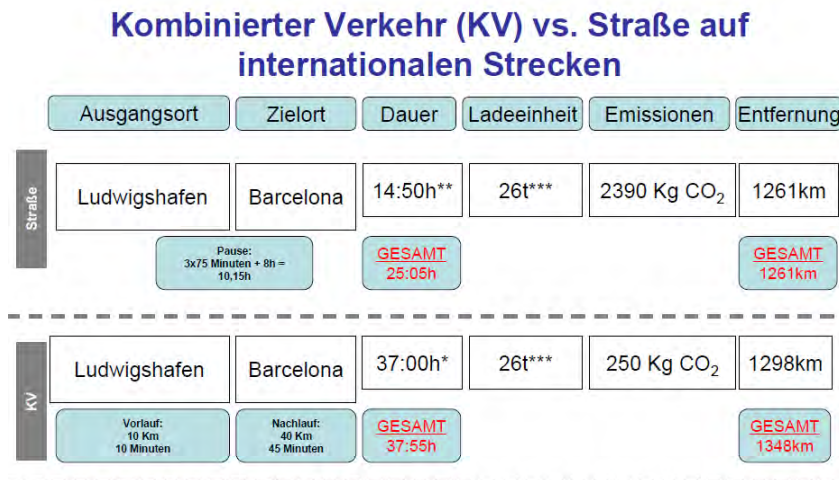 Kombinierter Verkehr (KV) vs. Straße auf
internationalen Strecken
Ausgangsort Zielort Dauer Ladeeinheit Emissionen Entfernung
Straße
Ludwigshafen Barcelona 14:50h** 26t*** 2390 Kg CO₂ 1261km
Pause:
3x75 Minuten + 8h =
10,15h
GESAMT
25:05h
GESAMT
1261km
KV
Ludwigshafen Barcelona 37:00h* 26t*** 250 Kg CO₂ 1298km
Vorlauf:
10 Km
10 Minuten
Nachlauf:
40 Km
45 Minuten
GESAMT
37:55h
GESAMT
1348km